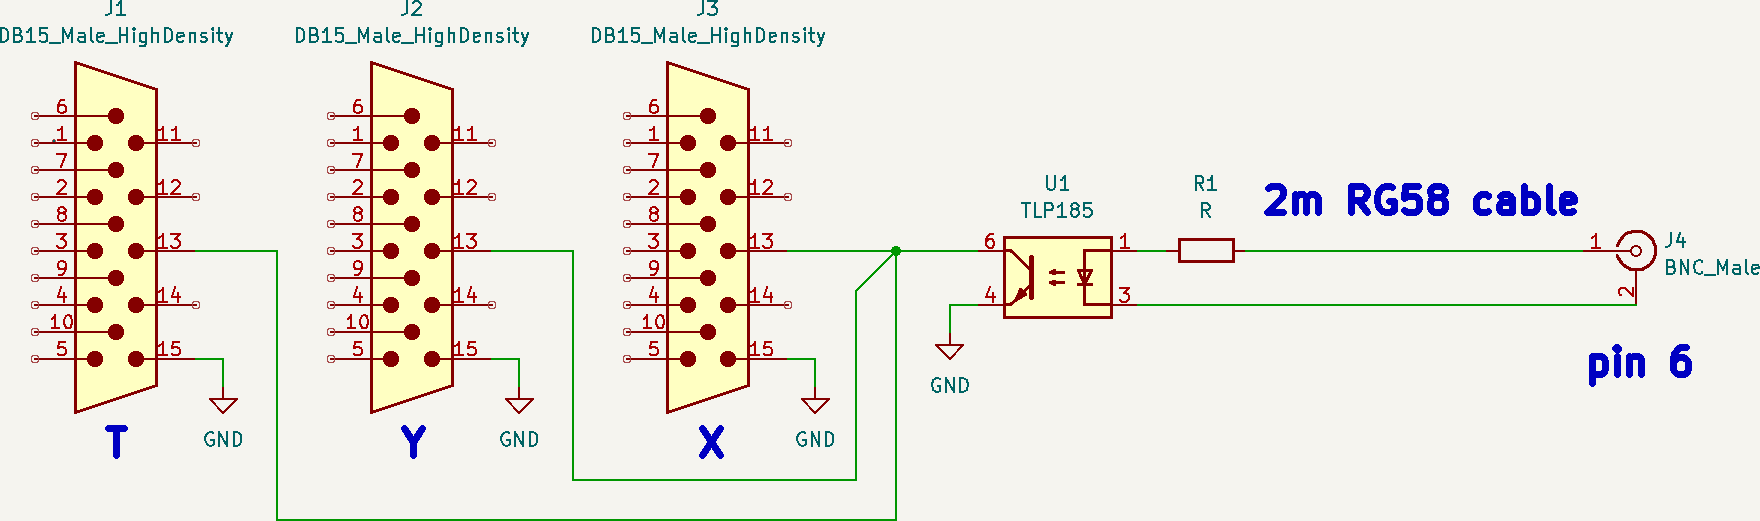 J1
DB15_Male_HighDensity
6
1
11
7
2
12
8
3
13
9
4
14
10
5
15
GND
T
J2
DB15_Male_HighDensity
6
1
11
7
2
12
8
3
13
9
4
14
10
5
15
GND
Y
J3
DB15_Male_HighDensity
6
1
11
7
2
12
8
3
13
9
4
14
10
5
15
GND
X
U1
TLP185
6
1
4
3
GND
R1
R
2m RG58 cable
1
J4
BNC_Male
2
pin 6